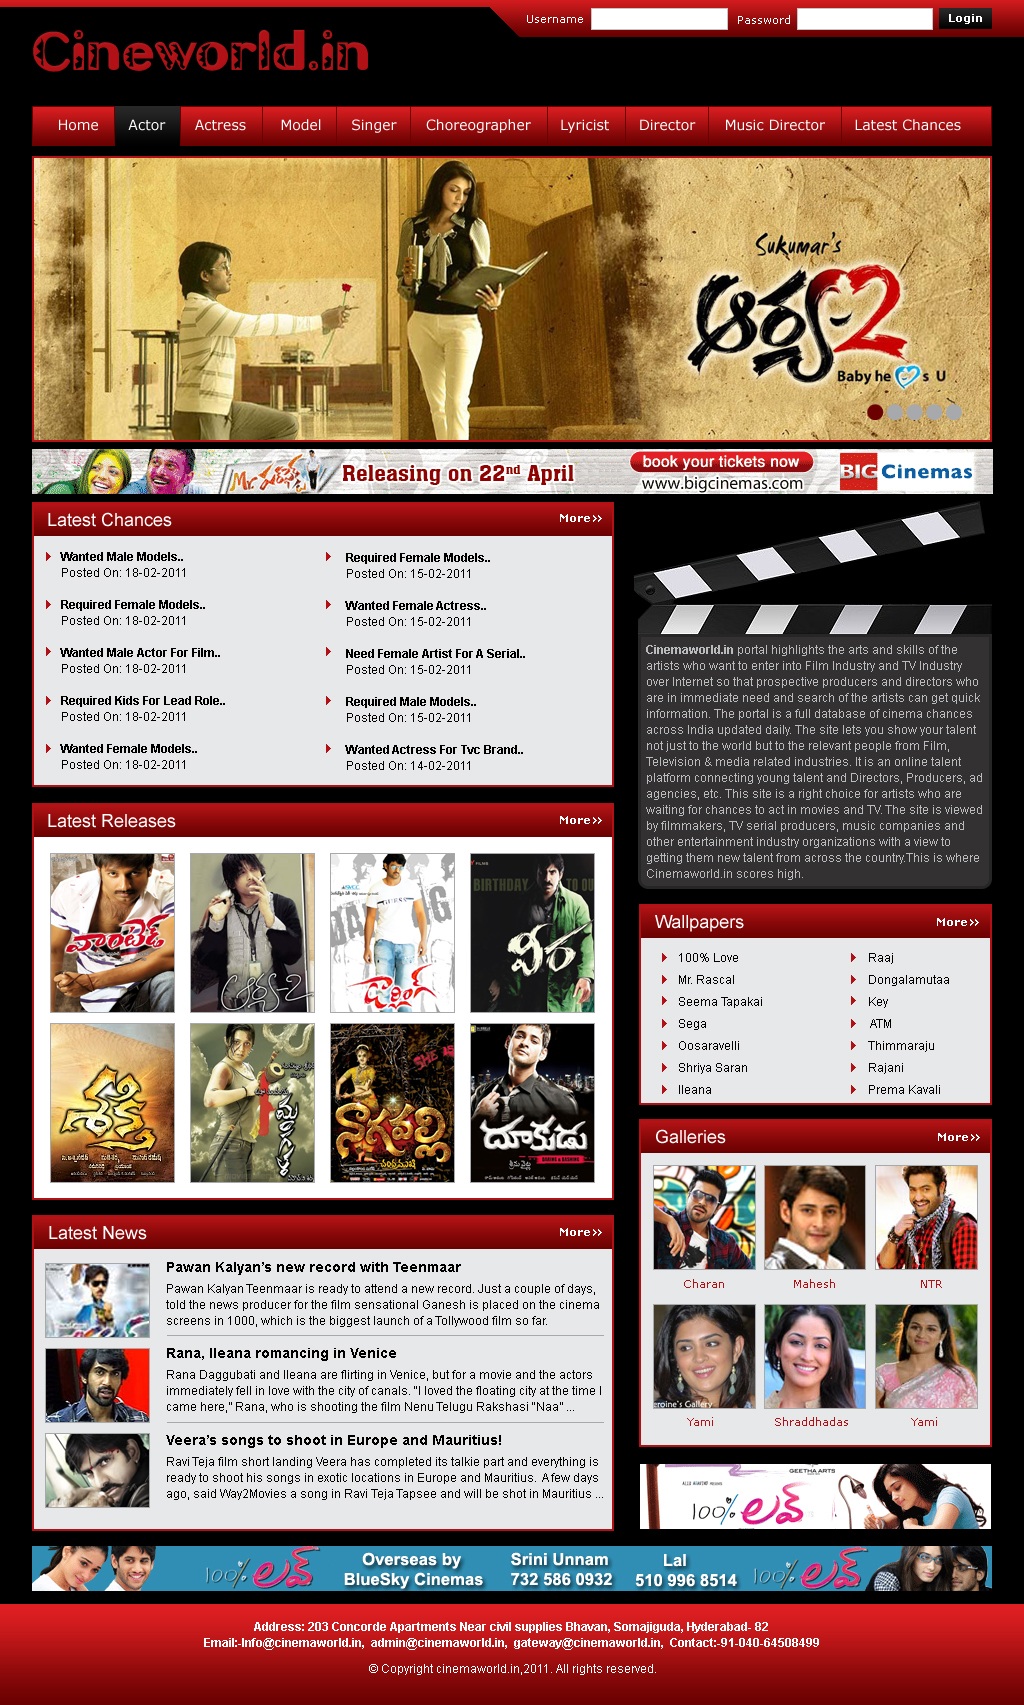 Username
Password
Login
Cineworld.in
Home
Actor
Actress
Model
Singer
Choreographer
Lyricist
Director
Music Director
Latest Chances
Sukumar's
ఆర్య-2
Baby he s U
Mr. పర్‌ఫెక్ట్
Releasing on 22nd April
book your tickets now
www.bigcinemas.com
BIG Cinemas
Latest Chances
More>>
Wanted Male Models..
Posted On: 18-02-2011
Required Female Models..
Posted On: 18-02-2011
Wanted Male Actor For Film..
Posted On: 18-02-2011
Required Kids For Lead Role..
Posted On: 18-02-2011
Wanted Female Models..
Posted On: 18-02-2011
Required Female Models..
Posted On: 15-02-2011
Wanted Female Actress..
Posted On: 15-02-2011
Need Female Artist For A Serial..
Posted On: 15-02-2011
Required Male Models..
Posted On: 15-02-2011
Wanted Actress For Tvc Brand..
Posted On: 14-02-2011
Cinemaworld.in portal highlights the arts and skills of the
artists who want to enter into Film Industry and TV Industry
over Internet so that prospective producers and directors who
are in immediate need and search of the artists can get quick
information. The portal is a full database of cinema chances
across India updated daily. The site lets you show your talent
not just to the world but to the relevant people from Film,
Television & media related industries. It is an online talent
platform connecting young talent and Directors, Producers, ad
agencies, etc. This site is a right choice for artists who are
waiting for chances to act in movies and TV. The site is viewed
by filmmakers, TV serial producers, music companies and
other entertainment industry organizations with a view to
getting them new talent from across the country.This is where
Cinemaworld.in scores high.
Latest Releases
More>>
వాంటెడ్
ఆర్య-2
డార్లింగ్
BIRTHDAY TO
వీర
శక్తి
మంగళ
నాగవల్లి
దూకుడు
Wallpapers
More>>
100% Love
Mr. Rascal
Seema Tapakai
Sega
Oosaravelli
Shriya Saran
Ileana
Raaj
Dongalamutaa
Key
ATM
Thimmaraju
Rajani
Prema Kavali
Galleries
More>>
Charan
Mahesh
NTR
eroine's Gallery
Yami
Shraddhadas
Yami
Latest News
More>>
Pawan Kalyan's new record with Teenmaar
Pawan Kalyan Teenmaar is ready to attend a new record. Just a couple of days,
told the news producer for the film sensational Ganesh is placed on the cinema
screens in 1000, which is the biggest launch of a Tollywood film so far.
Rana, Ileana romancing in Venice
Rana Daggubati and Ileana are flirting in Venice, but for a movie and the actors
immediately fell in love with the city of canals. "I loved the floating city at the time I
came here," Rana, who is shooting the film Nenu Telugu Rakshasi "Naa" ...
Veera's songs to shoot in Europe and Mauritius!
Ravi Teja film short landing Veera has completed its talkie part and everything is
ready to shoot his songs in exotic locations in Europe and Mauritius. A few days
ago, said Way2Movies a song in Ravi Teja Tapsee and will be shot in Mauritius ...
GEETHA ARTS
100% లవ్
100% లవ్
Overseas by
BlueSky Cinemas
Srini Unnam
732 586 0932
Lal
510 996 8514
100% లవ్
Address: 203 Concorde Apartments Near civil supplies Bhavan, Somajiguda, Hyderabad- 82
Email:-Info@cinemaworld.in, admin@cinemaworld.in, gateway@cinemaworld.in, Contact:-91-040-64508499
© Copyright cinemaworld.in,2011. All rights reserved.